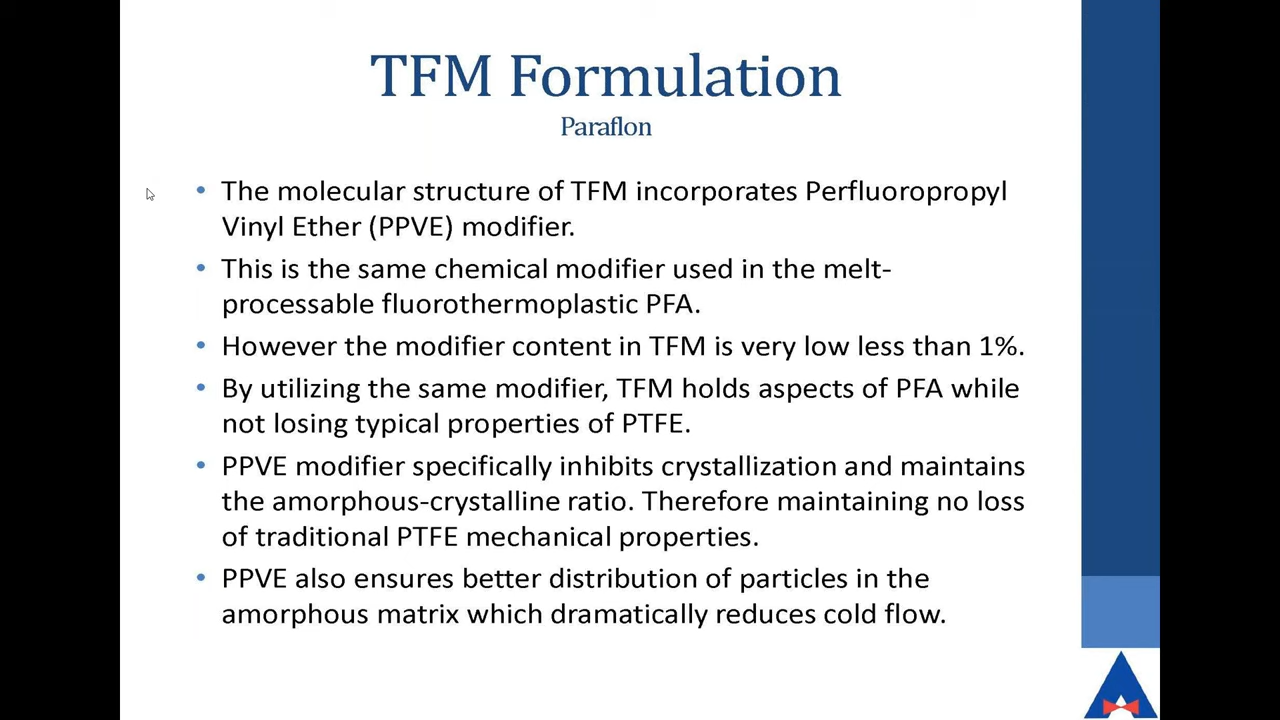 TFM Formulation
Paraflon
• The molecular structure of TFM incorporates Perfluoropropyl
Vinyl Ether (PPVE) modifier.
• This is the same chemical modifier used in the melt-
processable fluorothermoplastic PFA.
• However the modifier content in TFM is very low less than 1%.
• By utilizing the same modifier, TFM holds aspects of PFA while
not losing typical properties of PTFE.
• PPVE modifier specifically inhibits crystallization and maintains
the amorphous-crystalline ratio. Therefore maintaining no loss
of traditional PTFE mechanical properties.
• PPVE also ensures better distribution of particles in the
amorphous matrix which dramatically reduces cold flow.